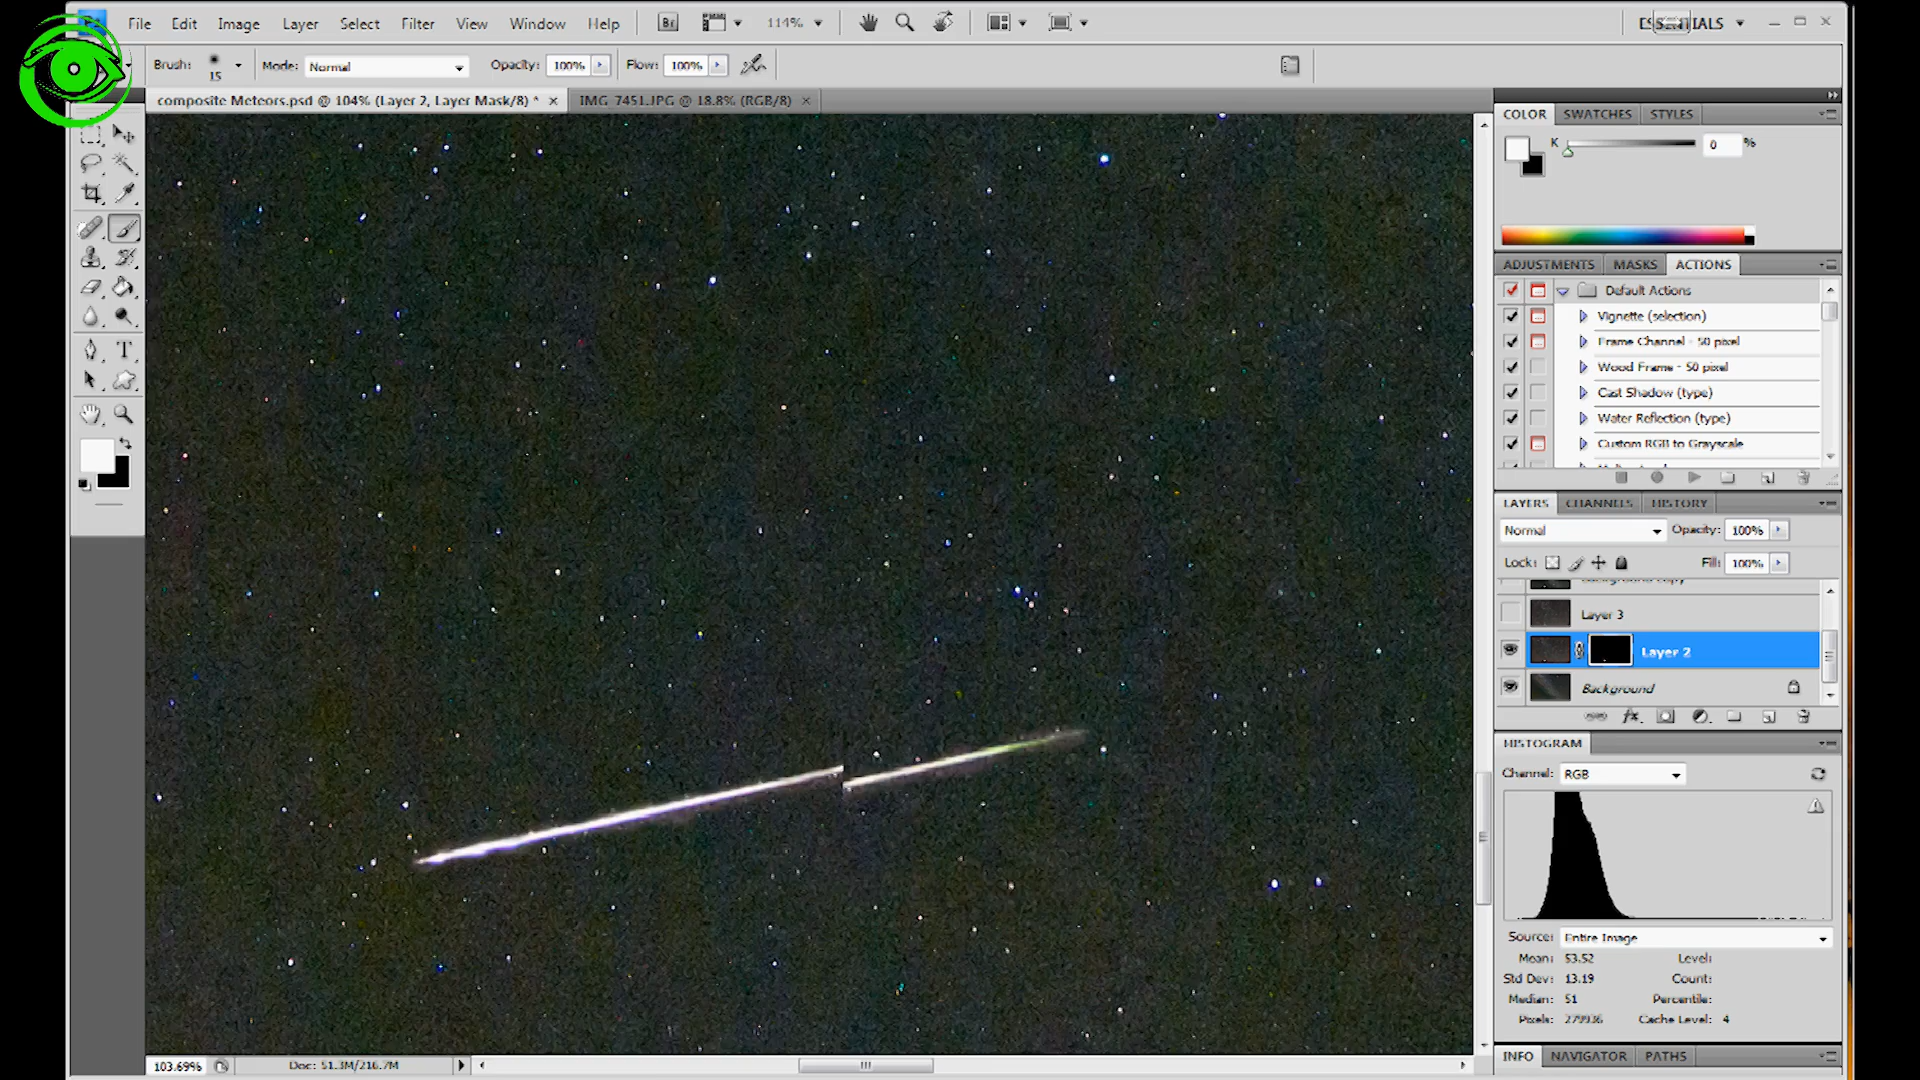 File Edit Image Layer Select Filter View Window Help Br 114% ESSENTIALS
Brush: 15 Mode: Normal Opacity: 100% Flow: 100%
composite Meteors.psd @ 104% (Layer 2, Layer Mask/8) * × IMG_7451.JPG @ 18.8% (RGB/8) ×
COLOR SWATCHES STYLES
K 0 %
ADJUSTMENTS MASKS ACTIONS
Default Actions
Vignette (selection)
Frame Channel - 50 pixel
Wood Frame - 50 pixel
Cast Shadow (type)
Water Reflection (type)
Custom RGB to Grayscale
LAYERS CHANNELS HISTORY
Normal Opacity: 100%
Lock: Fill: 100%
Background copy
Layer 3
Layer 2
Background
HISTOGRAM
Channel: RGB
Source: Entire Image
Mean: 53.52 Level:
Std Dev: 13.19 Count:
Median: 51 Percentile:
Pixels: 279936 Cache Level: 4
103.69% Doc: 51.3M/216.7M
INFO NAVIGATOR PATHS